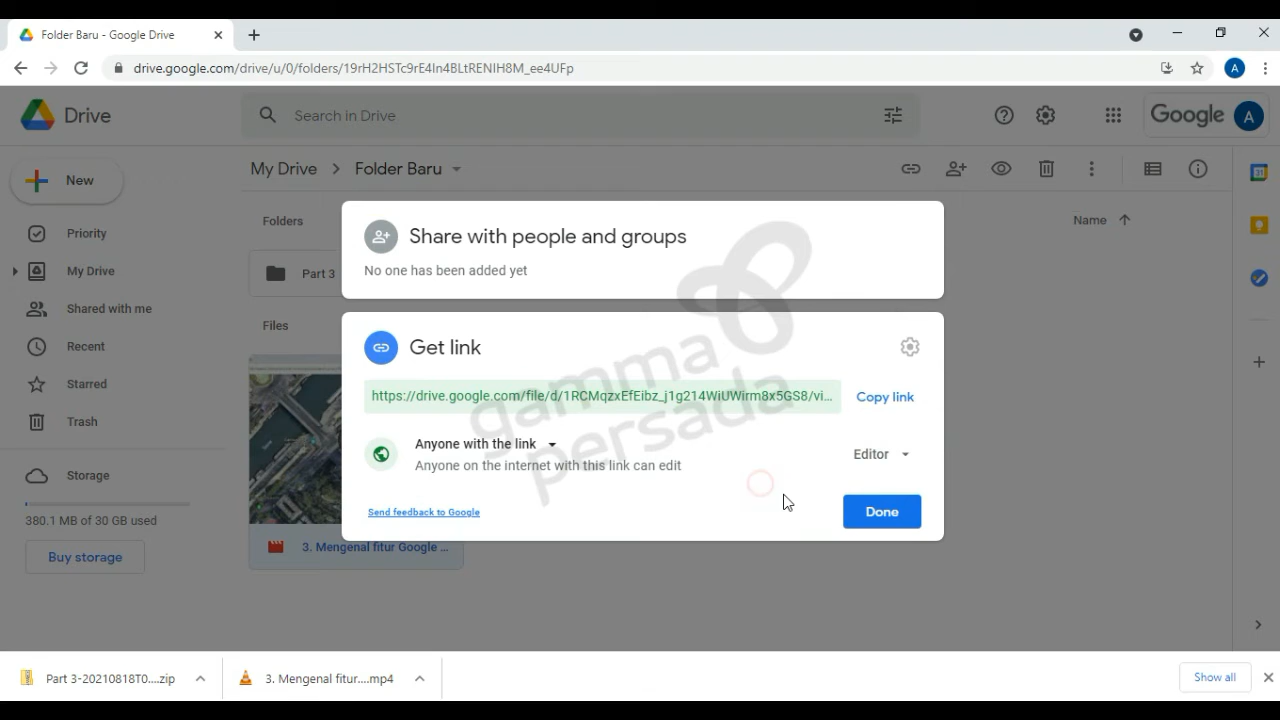 Folder Baru - Google Drive
drive.google.com/drive/u/0/folders/19rH2HSTc9rE4In4BLtRENIH8M_ee4UFp
A
Drive
Search in Drive
Google
A
New
My Drive
Folder Baru
Priority
Folders
Name
Share with people and groups
My Drive
Part 3
No one has been added yet
Shared with me
Files
Recent
Get link
Starred
https://drive.google.com/file/d/1RCMqzxEfEibz_j1g214WiUWirm8x5GS8/vi...
Copy link
Trash
gamma
persada
Anyone with the link
Editor
Anyone on the internet with this link can edit
Storage
Send feedback to Google
Done
380.1 MB of 30 GB used
3. Mengenal fitur Google ...
Buy storage
Part 3-20210818T0....zip
3. Mengenal fitur....mp4
Show all